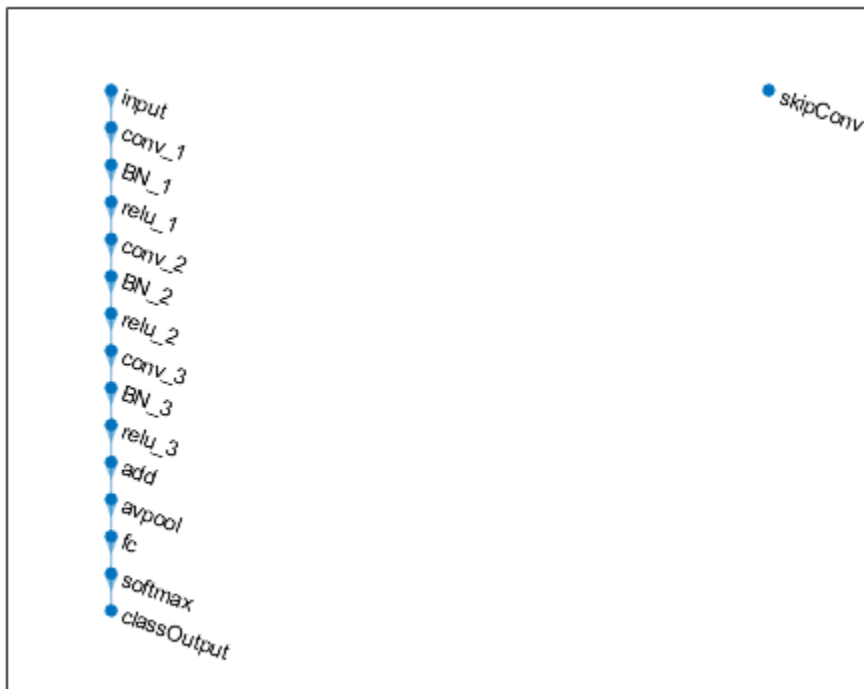 input
conv_1
BN_1
relu_1
conv_2
BN_2
relu_2
conv_3
BN_3
relu_3
add
avpool
fc
softmax
classOutput
skipConv